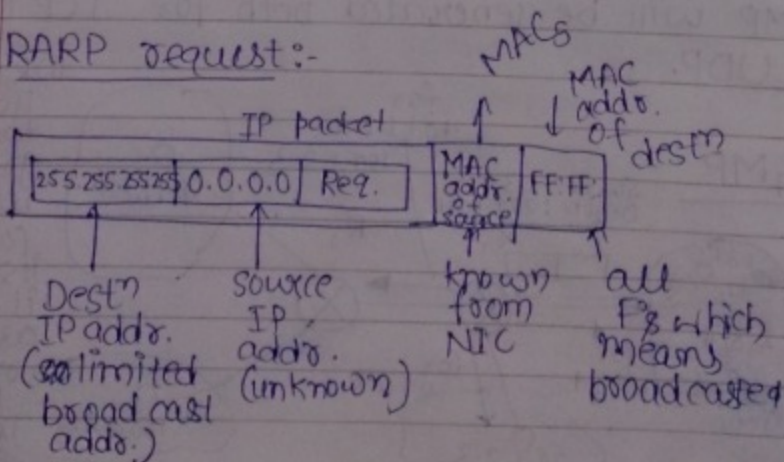 RARP request:-
MACs
MAC
addr.
of
destn
IP packet
255.255.255.255 0.0.0.0 Req. MAC addr. of source FF:FF:
Destn
IP addr.
(limited
broadcast
addr.)
source
IP
addr.
(unknown)
known
from
NIC
all
F's which
means
broadcasted